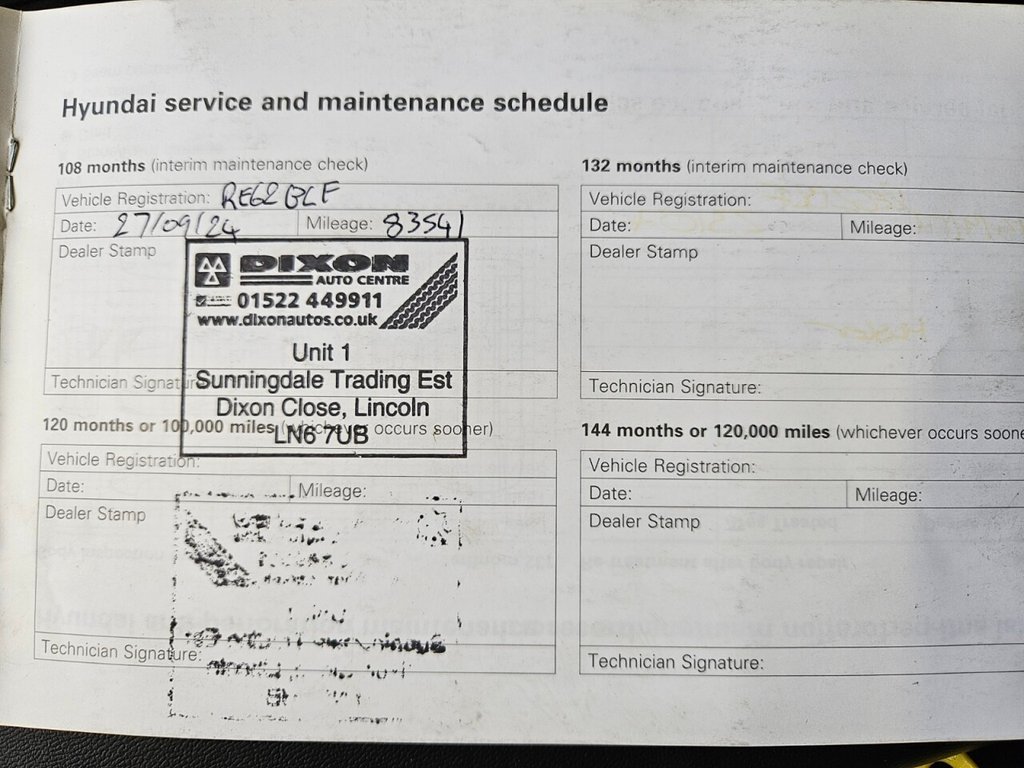 Hyundai service and maintenance schedule
108 months (interim maintenance check)
Vehicle Registration:
Date: 27/09/24 Mileage: 83541
Dealer Stamp
DIXON
AUTO CENTRE
01522 449911
www.dixonautos.co.uk
Unit 1
Sunningdale Trading Est
Dixon Close, Lincoln
LN6 7UB
Technician Signature
120 months or 100,000 miles (whichever occurs sooner)
Vehicle Registration:
Date: Mileage:
Dealer Stamp
Technician Signature:
132 months (interim maintenance check)
Vehicle Registration:
Date: Mileage:
Dealer Stamp
Technician Signature:
144 months or 120,000 miles (whichever occurs soone
Vehicle Registration:
Date: Mileage:
Dealer Stamp
Technician Signature: